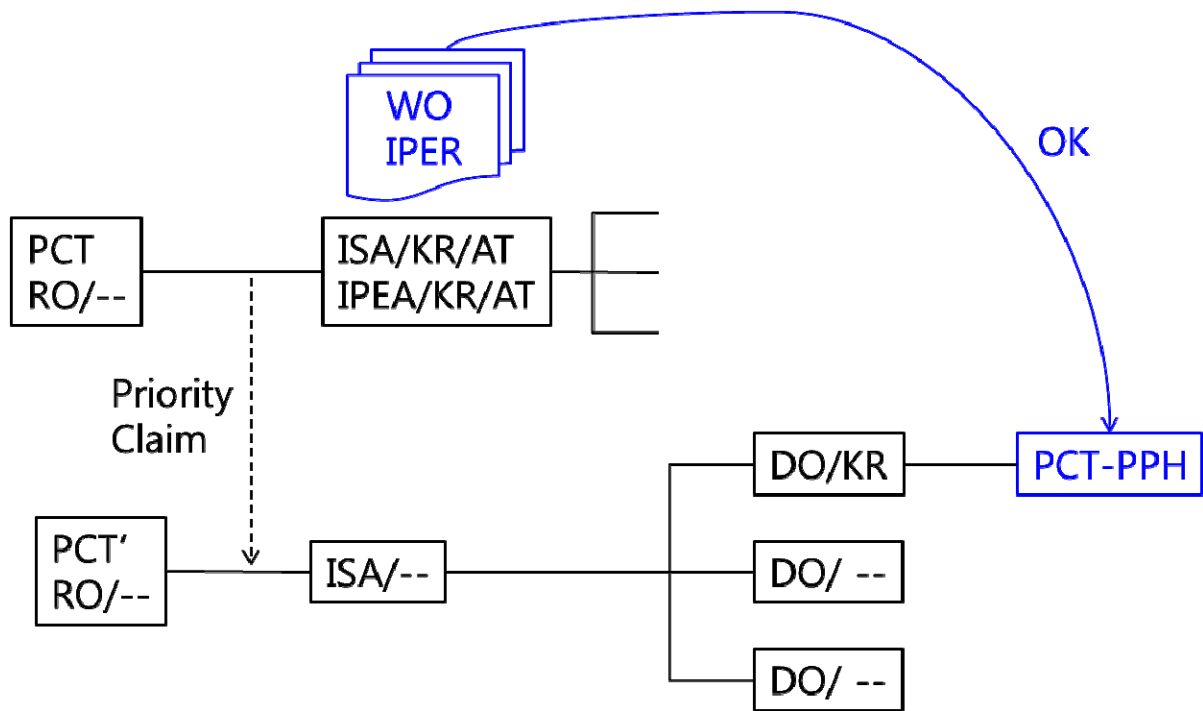 WO
IPER
OK
PCT
RO/--
ISA/KR/AT
IPEA/KR/AT
Priority
Claim
DO/KR
PCT-PPH
PCT′
RO/--
ISA/--
DO/ --
DO/ --